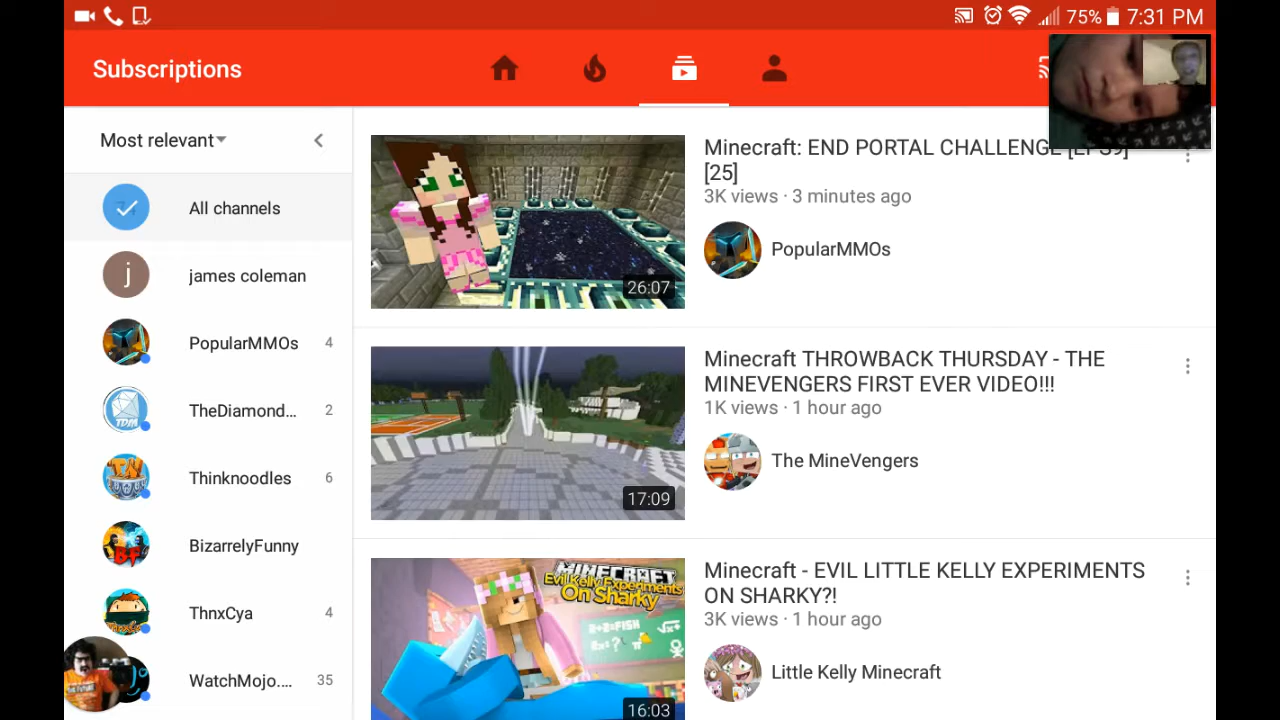 75% 7:31 PM
Subscriptions
Most relevant
All channels
j james coleman
PopularMMOs 4
TheDiamond... 2
TDM
Thinknoodles 6
TN
BizarrelyFunny
BF
ThnxCya 4
WatchMojo.... 35
Minecraft: END PORTAL CHALLENGE
[25]
3K views · 3 minutes ago
PopularMMOs
26:07
Minecraft THROWBACK THURSDAY - THE
MINEVENGERS FIRST EVER VIDEO!!!
1K views · 1 hour ago
The MineVengers
17:09
Minecraft - EVIL LITTLE KELLY EXPERIMENTS
ON SHARKY?!
3K views · 1 hour ago
Little Kelly Minecraft
MINECRAFT
Evil Kelly Experiments
On Sharky
16:03